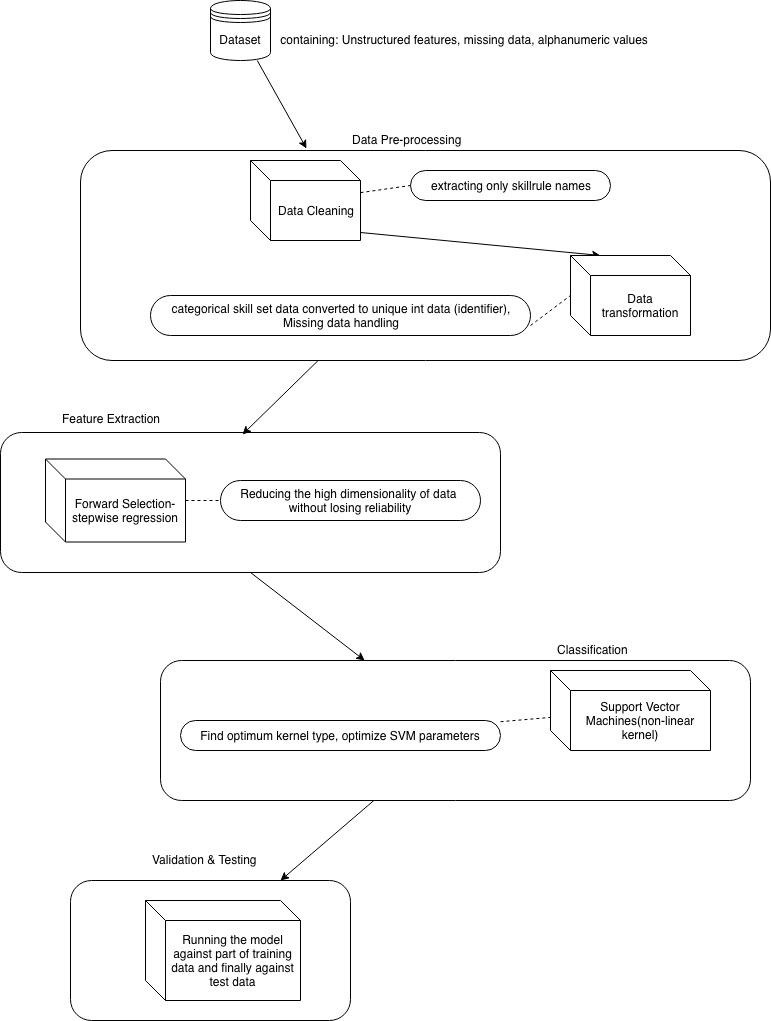 Dataset
containing: Unstructured features, missing data, alphanumeric values
Data Pre-processing
extracting only skillrule names
Data Cleaning
Data
transformation
categorical skill set data converted to unique int data (identifier),
Missing data handling
Feature Extraction
Forward Selection-
stepwise regression
Reducing the high dimensionality of data
without losing reliability
Classification
Support Vector
Machines(non-linear
kernel)
Find optimum kernel type, optimize SVM parameters
Validation & Testing
Running the model
against part of training
data and finally against
test data